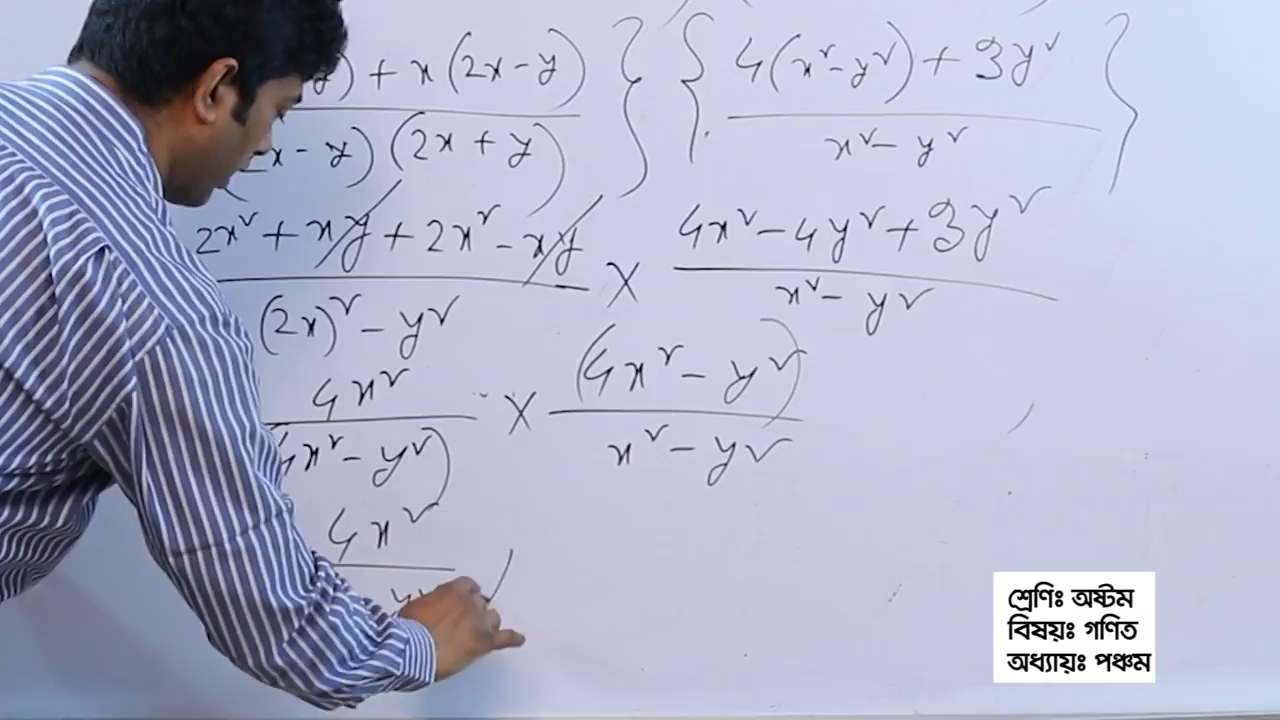 y) + x (2x - y) } { 4(x² - y²) + 3y² }
x - y) (2x + y) x² - y²
2x² + xy + 2x² - xy × 4x² - 4y² + 3y²
(2x)² - y² x² - y²
4x² × (4x² - y²)
4x² - y²) x² - y²
4x²
শ্রেণিঃ অষ্টম
বিষয়ঃ গণিত
অধ্যায়ঃ পঞ্চম